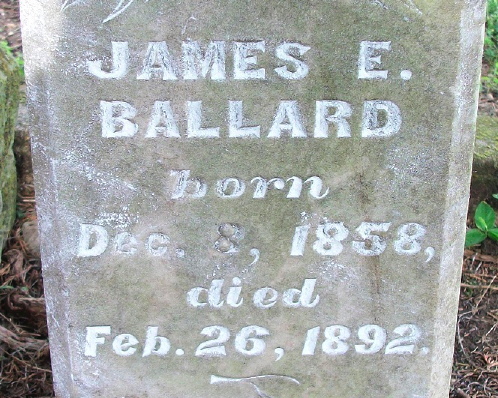 JAMES E.
BALLARD
born
Dec. 8, 1858,
died
Feb. 26, 1892.